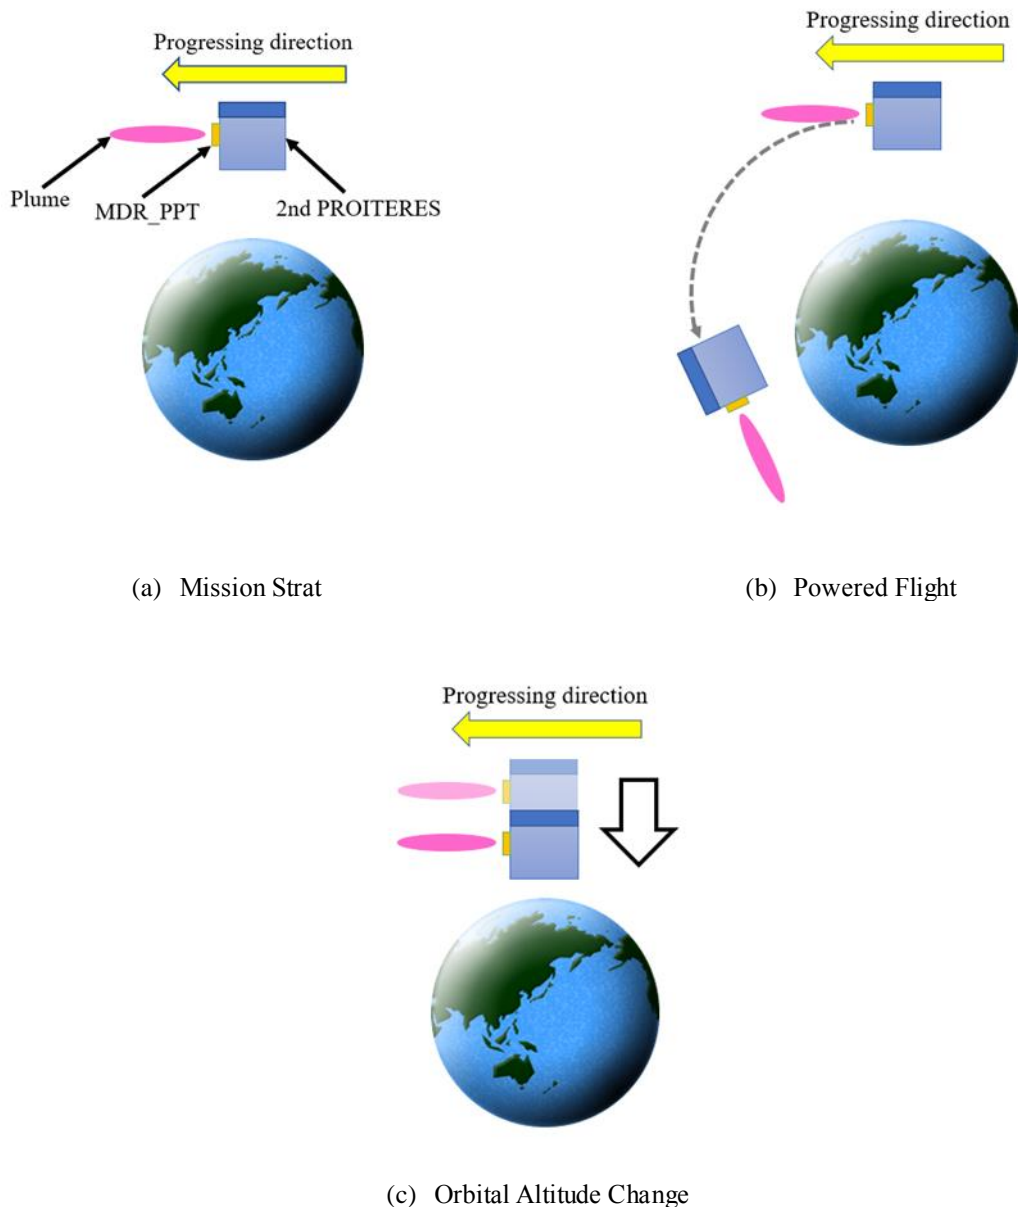 Progressing direction
Plume
MDR_PPT
2nd PROITERES
Progressing direction
(a) Mission Strat
(b) Powered Flight
Progressing direction
(c) Orbital Altitude Change